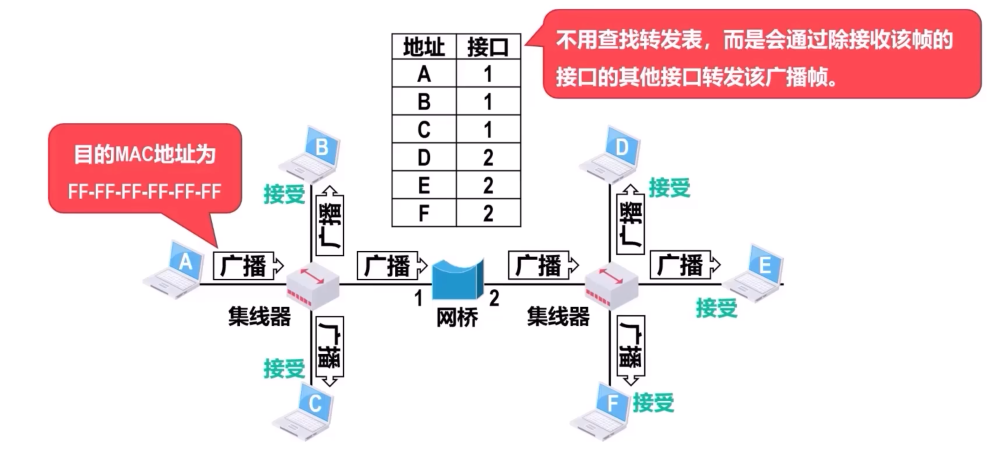 地址 接口
A 1
B 1
C 1
D 2
E 2
F 2
不用查找转发表，而是会通过除接收该帧的
接口的其他接口转发该广播帧。
目的MAC地址为
FF-FF-FF-FF-FF-FF
B
接受
广播
D
接受
广播
A
广播
集线器
广播
1
网桥
2
广播
集线器
广播
E
接受
接受
广播
C
广播
F
接受